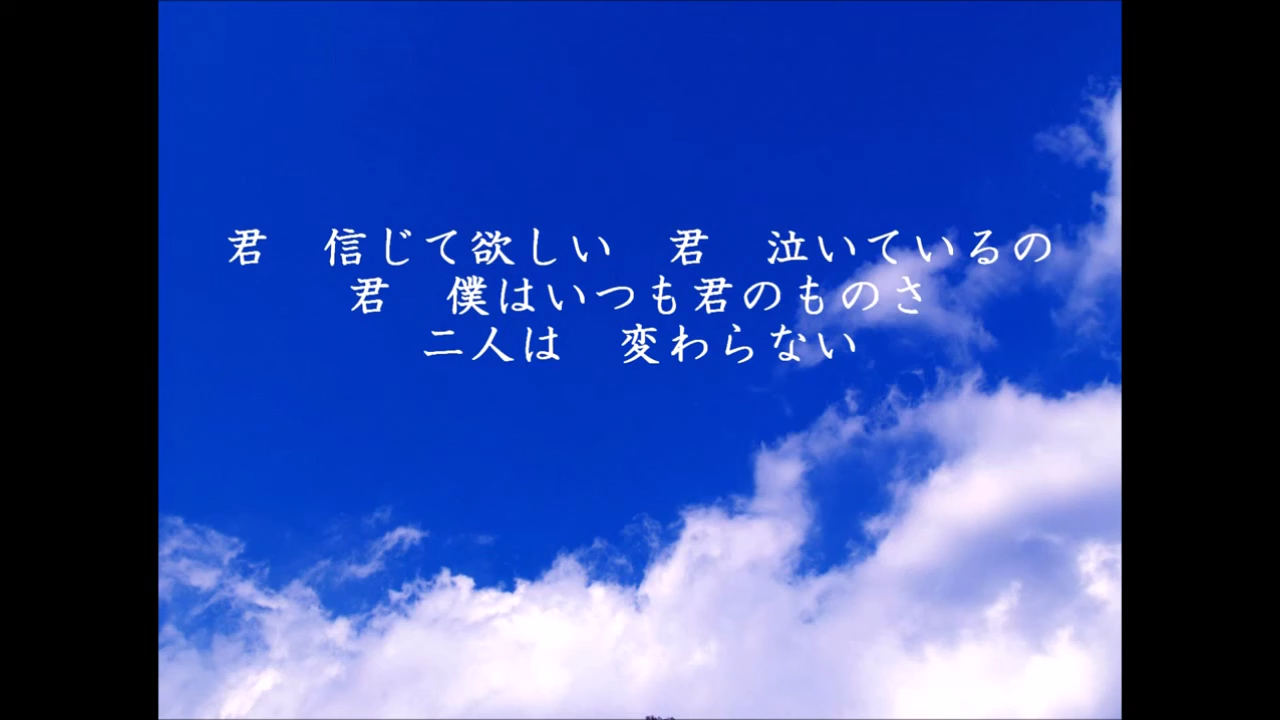 君　信じて欲しい　君　泣いているの
君　僕はいつも君のものさ
二人は　変わらない